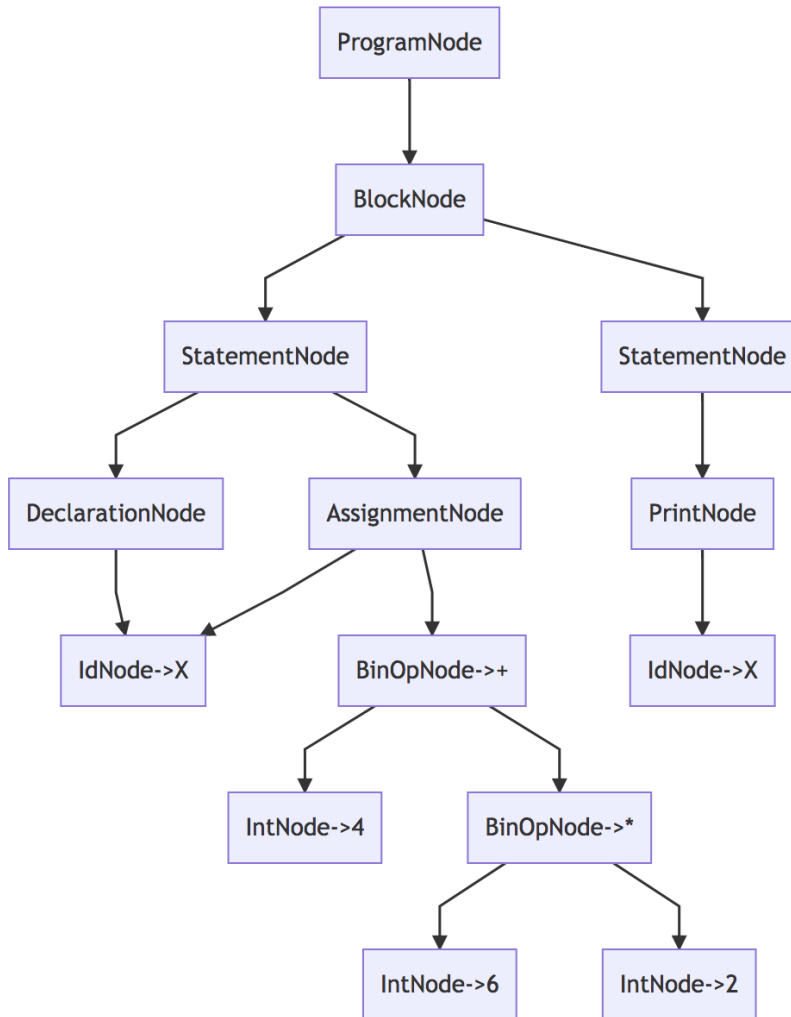 ProgramNode
BlockNode
StatementNode
StatementNode
DeclarationNode
AssignmentNode
PrintNode
IdNode->X
BinOpNode->+
IdNode->X
IntNode->4
BinOpNode->*
IntNode->6
IntNode->2